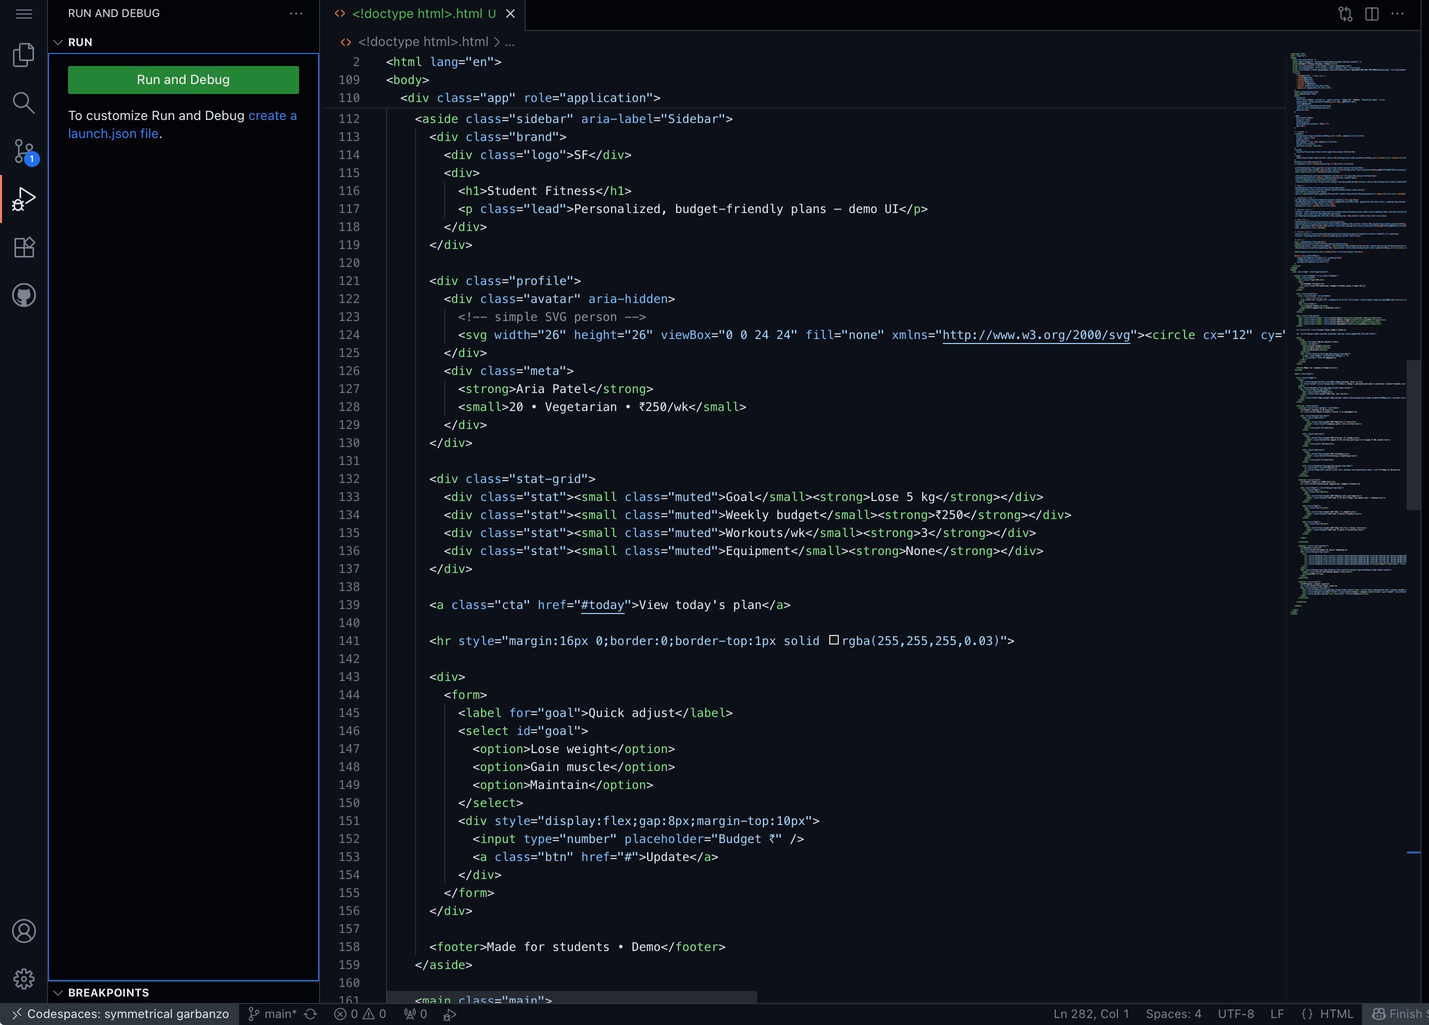 RUN AND DEBUG
RUN
Run and Debug
To customize Run and Debug create a
launch.json file.
BREAKPOINTS
<!doctype html>.html U
<!doctype html>.html > ...
2 <html lang="en">
109 <body>
110 <div class="app" role="application">
112 <aside class="sidebar" aria-label="Sidebar">
113 <div class="brand">
114 <div class="logo">SF</div>
115 <div>
116 <h1>Student Fitness</h1>
117 <p class="lead">Personalized, budget-friendly plans — demo UI</p>
118 </div>
119 </div>
120
121 <div class="profile">
122 <div class="avatar" aria-hidden>
123 <!-- simple SVG person -->
124 <svg width="26" height="26" viewBox="0 0 24 24" fill="none" xmlns="http://www.w3.org/2000/svg"><circle cx="12" cy="
125 </div>
126 <div class="meta">
127 <strong>Aria Patel</strong>
128 <small>20 • Vegetarian • ₹250/wk</small>
129 </div>
130 </div>
131
132 <div class="stat-grid">
133 <div class="stat"><small class="muted">Goal</small><strong>Lose 5 kg</strong></div>
134 <div class="stat"><small class="muted">Weekly budget</small><strong>₹250</strong></div>
135 <div class="stat"><small class="muted">Workouts/wk</small><strong>3</strong></div>
136 <div class="stat"><small class="muted">Equipment</small><strong>None</strong></div>
137 </div>
138
139 <a class="cta" href="#today">View today's plan</a>
140
141 <hr style="margin:16px 0;border:0;border-top:1px solid rgba(255,255,255,0.03)">
142
143 <div>
144 <form>
145 <label for="goal">Quick adjust</label>
146 <select id="goal">
147 <option>Lose weight</option>
148 <option>Gain muscle</option>
149 <option>Maintain</option>
150 </select>
151 <div style="display:flex;gap:8px;margin-top:10px">
152 <input type="number" placeholder="Budget ₹" />
153 <a class="btn" href="#">Update</a>
154 </div>
155 </form>
156 </div>
157
158 <footer>Made for students • Demo</footer>
159 </aside>
160
161 <main class="main">
1
Codespaces: symmetrical garbanzo main* 0 0 0 Ln 282, Col 1 Spaces: 4 UTF-8 LF {} HTML Finish S